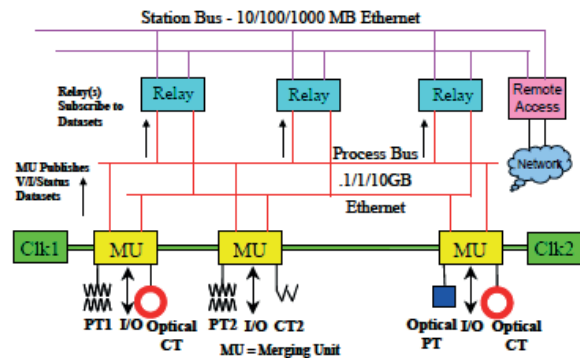 Station Bus - 10/100/1000 MB Ethernet
Relay(s)
Subscribe to
Datasets
Relay
Relay
Relay
Remote
Access
Network
MU Publishes
V/I/Status
Datasets
Process Bus
.1/1/10GB
Ethernet
Clk1
MU
MU
MU
Clk2
PT1 I/O Optical
CT
PT2 I/O CT2
Optical I/O Optical
PT CT
MU = Merging Unit